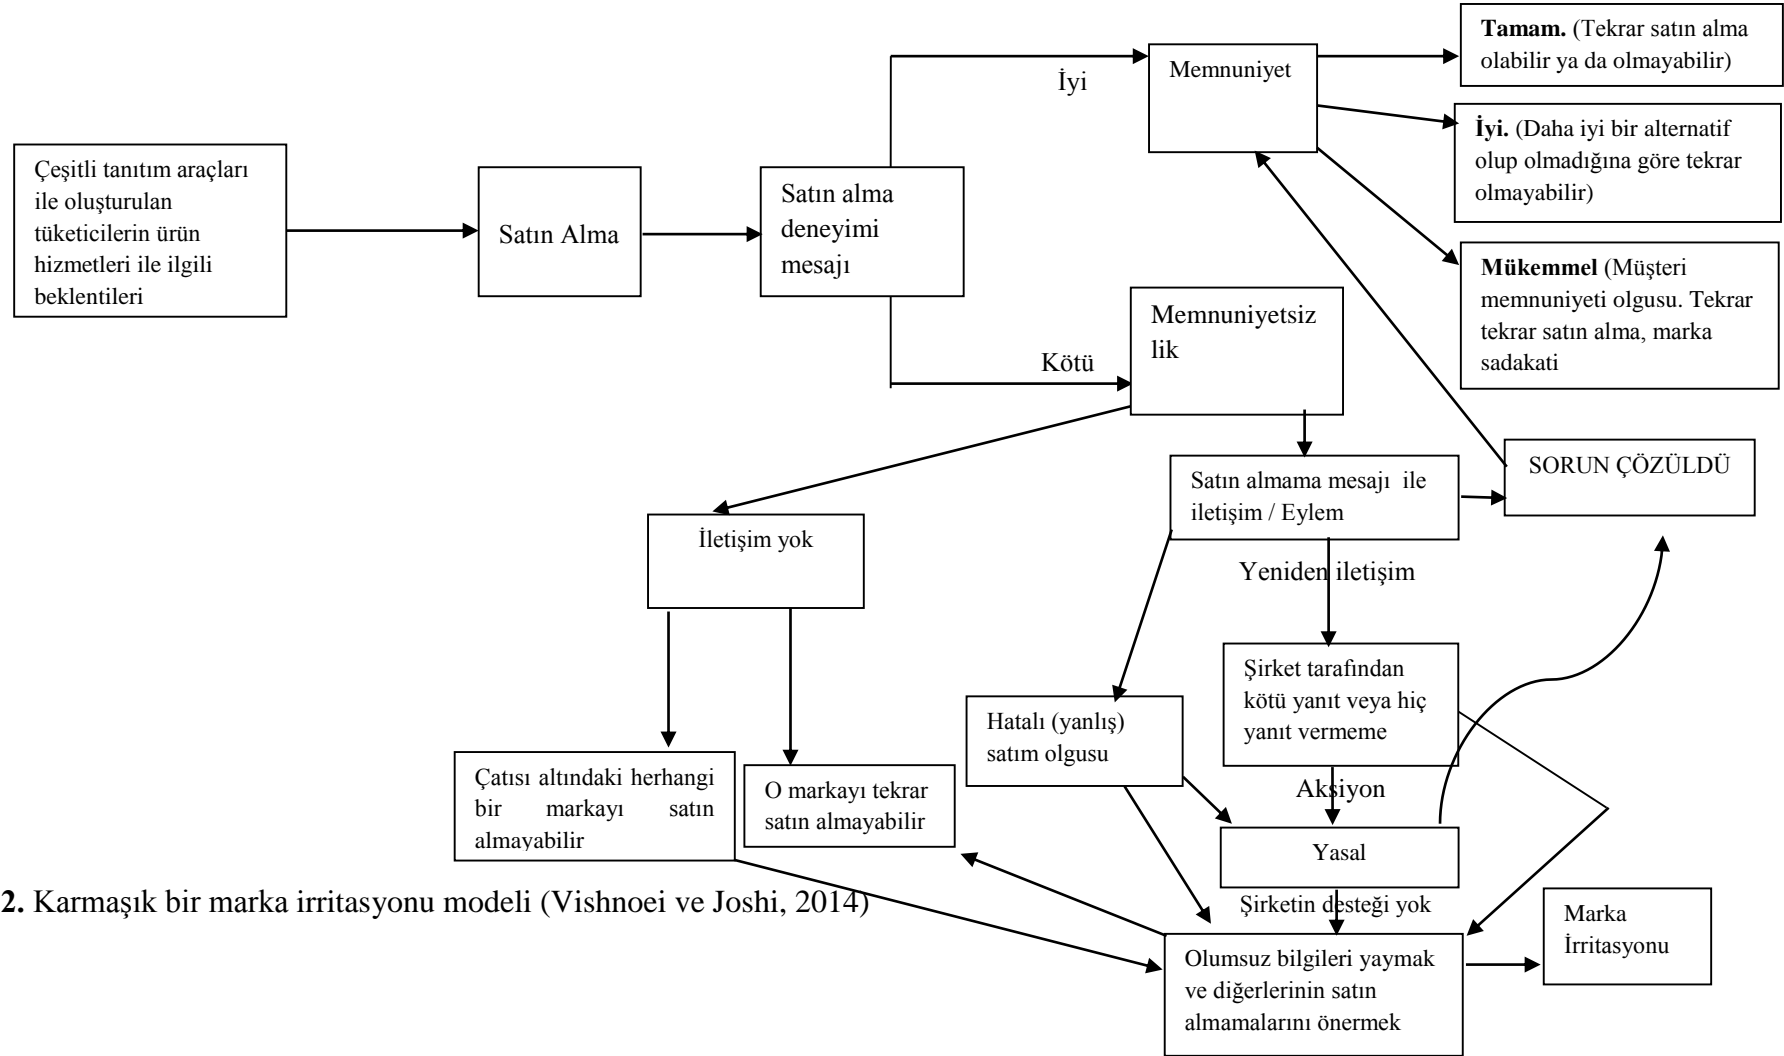 Tamam. (Tekrar satın alma
olabilir ya da olmayabilir)
İyi
Memnuniyet
İyi. (Daha iyi bir alternatif
olup olmadığına göre tekrar
olmayabilir)
Çeşitli tanıtım araçları
ile oluşturulan
tüketicilerin ürün
hizmetleri ile ilgili
beklentileri
Satın Alma
Satın alma
deneyimi
mesajı
Mükemmel (Müşteri
memnuniyeti olgusu. Tekrar
tekrar satın alma, marka
sadakati
Kötü
Memnuniyetsiz
lik
SORUN ÇÖZÜLDÜ
Satın almama mesajı ile
iletişim / Eylem
İletişim yok
Yeniden iletişim
Şirket tarafından
kötü yanıt veya hiç
yanıt vermeme
Hatalı (yanlış)
satım olgusu
Çatısı altındaki herhangi
bir markayı satın
almayabilir
O markayı tekrar
satın almayabilir
Aksiyon
Yasal
Şirketin desteği yok
2. Karmaşık bir marka irritasyonu modeli (Vishnoei ve Joshi, 2014)
Marka
İrritasyonu
Olumsuz bilgileri yaymak
ve diğerlerinin satın
almamalarını önermek